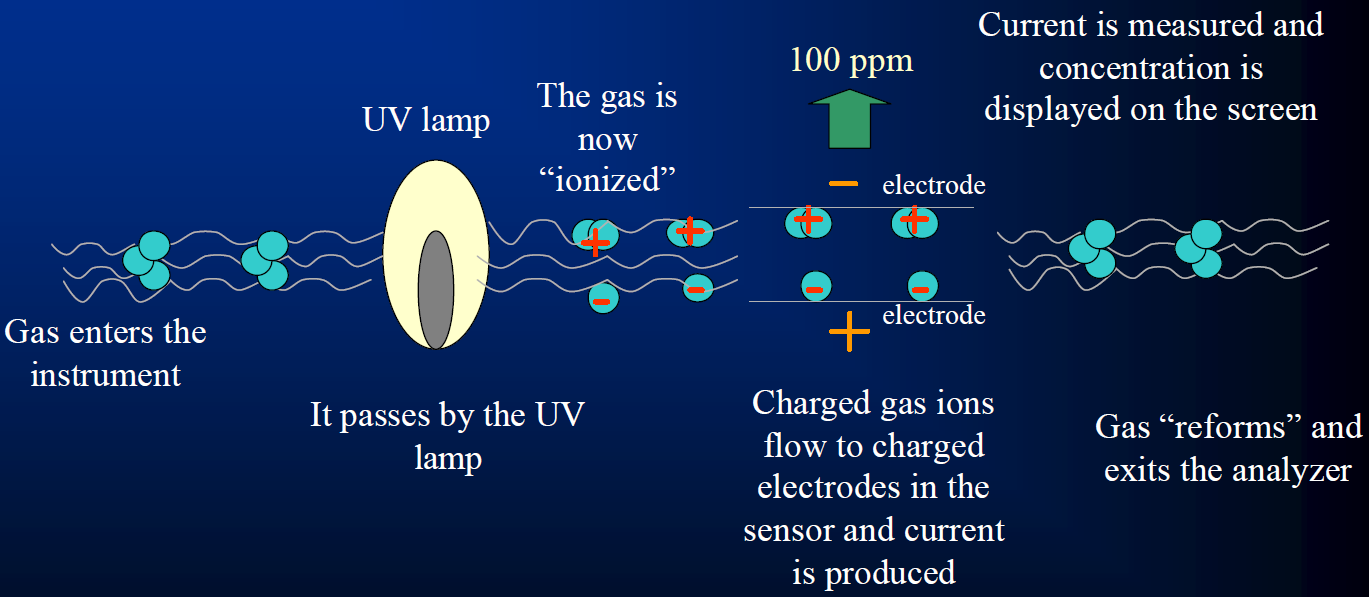 Gas enters the
instrument
UV lamp
It passes by the UV
lamp
The gas is
now
“ionized”
100 ppm
electrode
electrode
Charged gas ions
flow to charged
electrodes in the
sensor and current
is produced
Current is measured and
concentration is
displayed on the screen
Gas “reforms” and
exits the analyzer